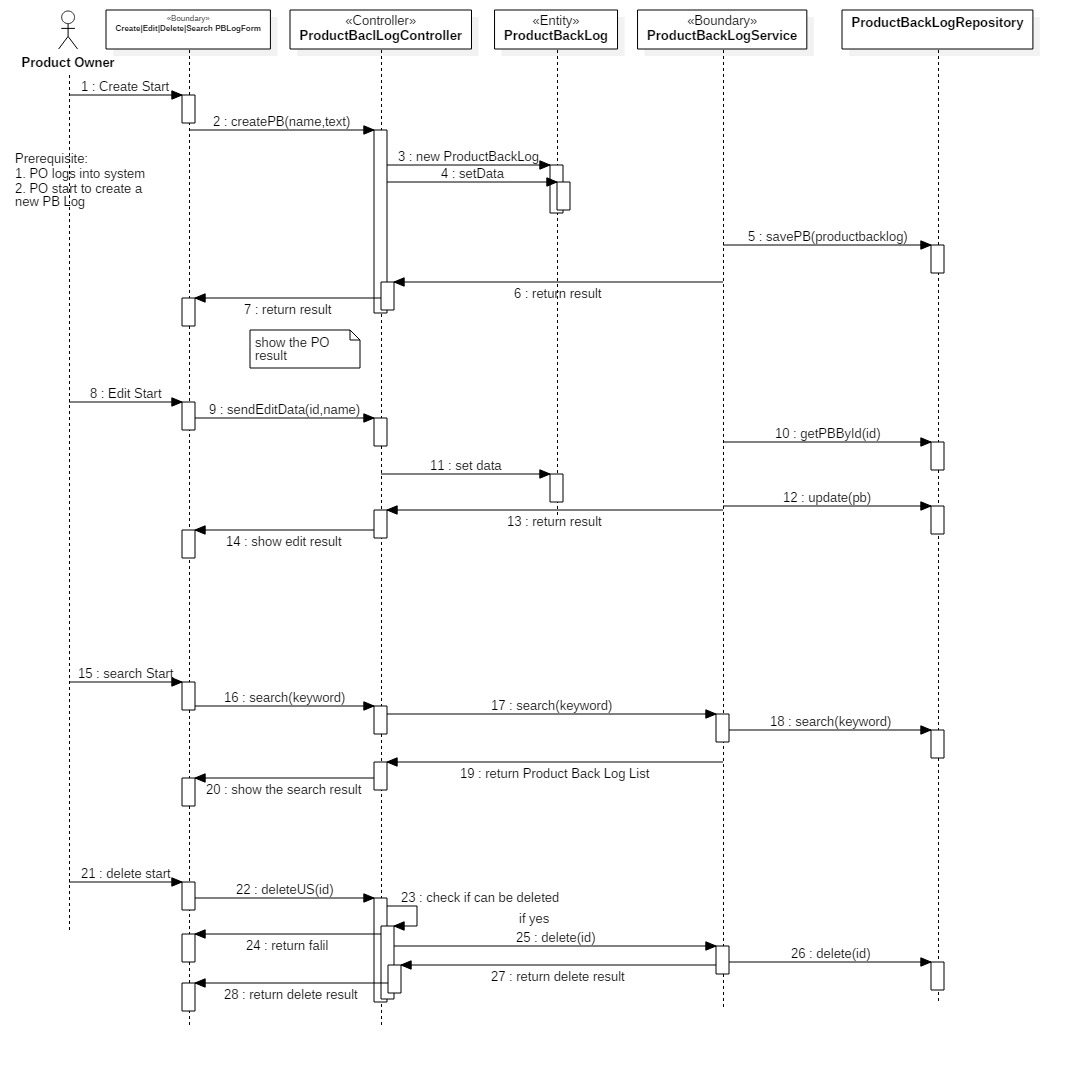 «Boundary»
Create|Edit|Delete|Search PBLogForm
«Controller»
ProductBaclLogController
«Entity»
ProductBackLog
«Boundary»
ProductBackLogService
ProductBackLogRepository
Product Owner
1 : Create Start
2 : createPB(name,text)
3 : new ProductBackLog
4 : setData
Prerequisite:
1. PO logs into system
2. PO start to create a
new PB Log
5 : savePB(productbacklog)
6 : return result
7 : return result
show the PO
result
8 : Edit Start
9 : sendEditData(id,name)
10 : getPBById(id)
11 : set data
12 : update(pb)
13 : return result
14 : show edit result
15 : search Start
16 : search(keyword)
17 : search(keyword)
18 : search(keyword)
19 : return Product Back Log List
20 : show the search result
21 : delete start
22 : deleteUS(id)
23 : check if can be deleted
if yes
24 : return falil
25 : delete(id)
26 : delete(id)
27 : return delete result
28 : return delete result